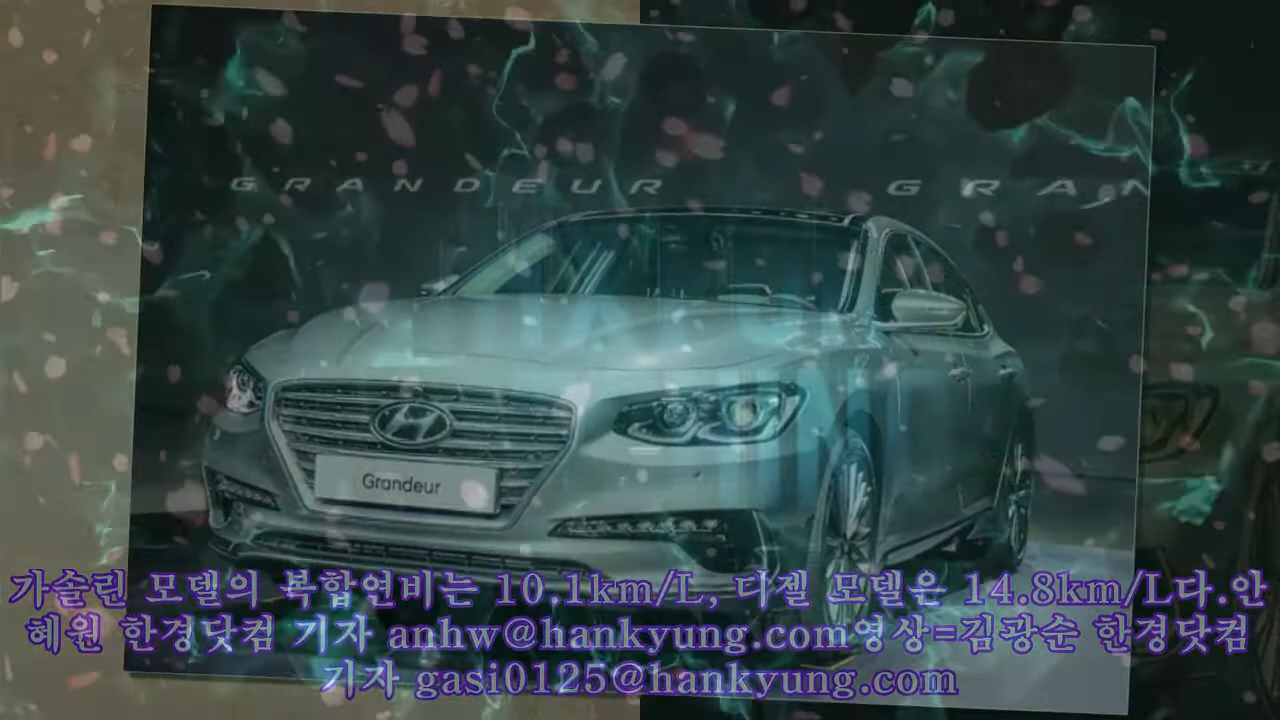 GRANDEUR GRAN
Grandeur
가솔린 모델의 복합연비는 10.1km/L, 디젤 모델은 14.8km/L다.안
혜원 한경닷컴 기자 anhw@hankyung.com영상=김광순 한경닷컴
기자 gasi0125@hankyung.com